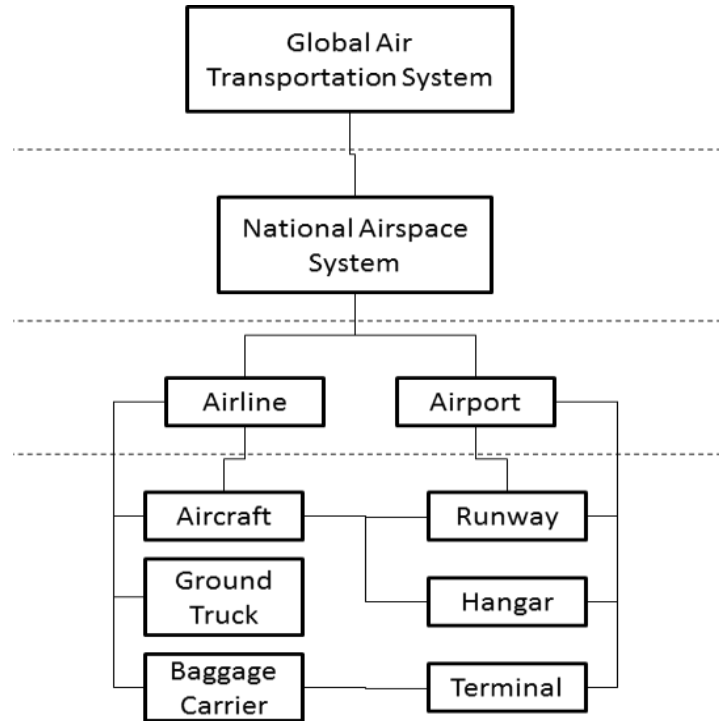 Global Air
Transportation System
National Airspace
System
Airline
Airport
Aircraft
Runway
Ground
Truck
Hangar
Baggage
Carrier
Terminal